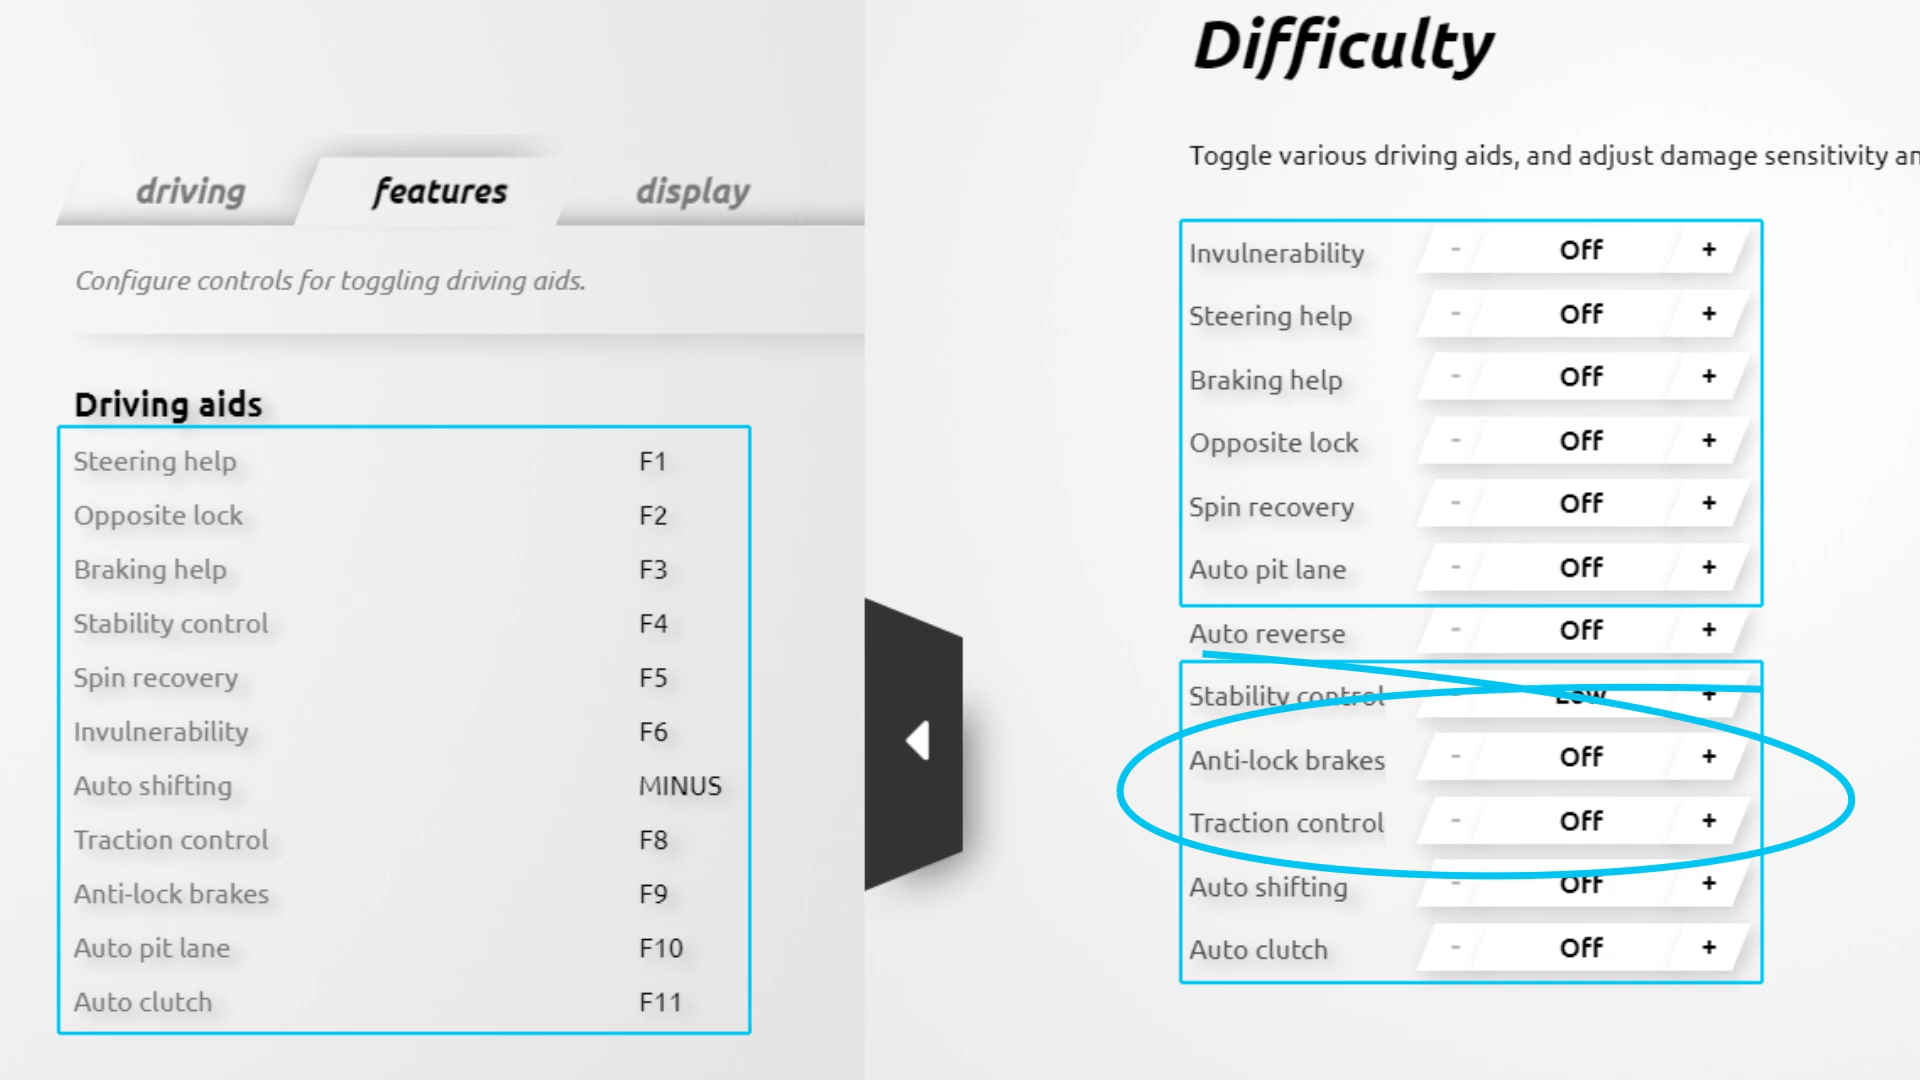 driving features display
Configure controls for toggling driving aids.
Driving aids
Steering help F1
Opposite lock F2
Braking help F3
Stability control F4
Spin recovery F5
Invulnerability F6
Auto shifting MINUS
Traction control F8
Anti-lock brakes F9
Auto pit lane F10
Auto clutch F11
Difficulty
Toggle various driving aids, and adjust damage sensitivity an
Invulnerability - Off +
Steering help - Off +
Braking help - Off +
Opposite lock - Off +
Spin recovery - Off +
Auto pit lane - Off +
Auto reverse - Off +
Stability control - Low +
Anti-lock brakes - Off +
Traction control - Off +
Auto shifting - Off +
Auto clutch - Off +